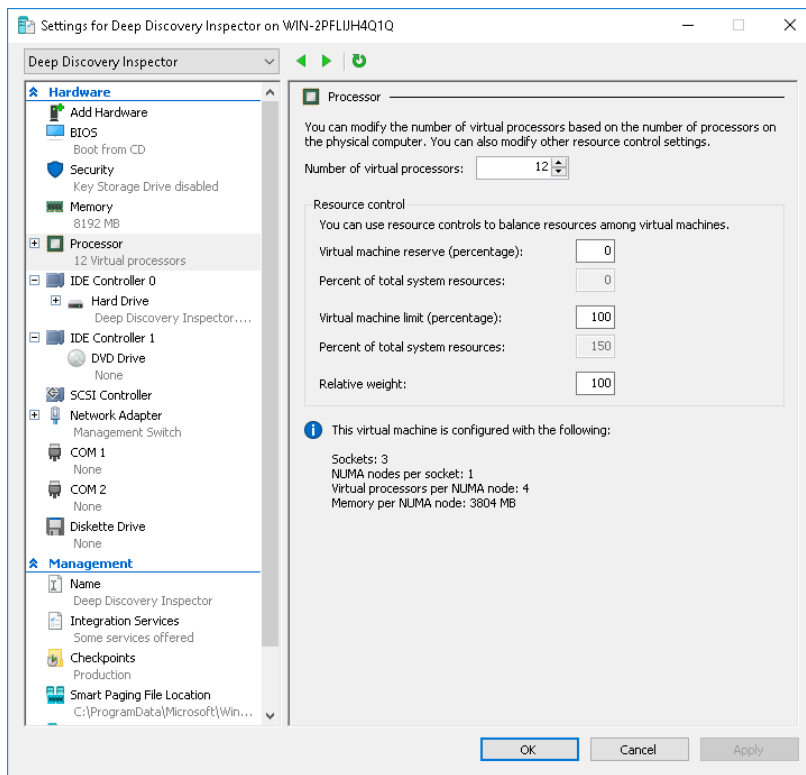 Settings for Deep Discovery Inspector on WIN-2PFLIJH4Q1Q
Deep Discovery Inspector
Hardware
Add Hardware
BIOS
Boot from CD
Security
Key Storage Drive disabled
Memory
8192 MB
Processor
12 Virtual processors
IDE Controller 0
Hard Drive
Deep Discovery Inspector....
IDE Controller 1
DVD Drive
None
SCSI Controller
Network Adapter
Management Switch
COM 1
None
COM 2
None
Diskette Drive
None
Management
Name
Deep Discovery Inspector
Integration Services
Some services offered
Checkpoints
Production
Smart Paging File Location
C:\ProgramData\Microsoft\Win...
Processor
You can modify the number of virtual processors based on the number of processors on
the physical computer. You can also modify other resource control settings.
Number of virtual processors: 12
Resource control
You can use resource controls to balance resources among virtual machines.
Virtual machine reserve (percentage): 0
Percent of total system resources: 0
Virtual machine limit (percentage): 100
Percent of total system resources: 150
Relative weight: 100
This virtual machine is configured with the following:
Sockets: 3
NUMA nodes per socket: 1
Virtual processors per NUMA node: 4
Memory per NUMA node: 3804 MB
OK Cancel Apply